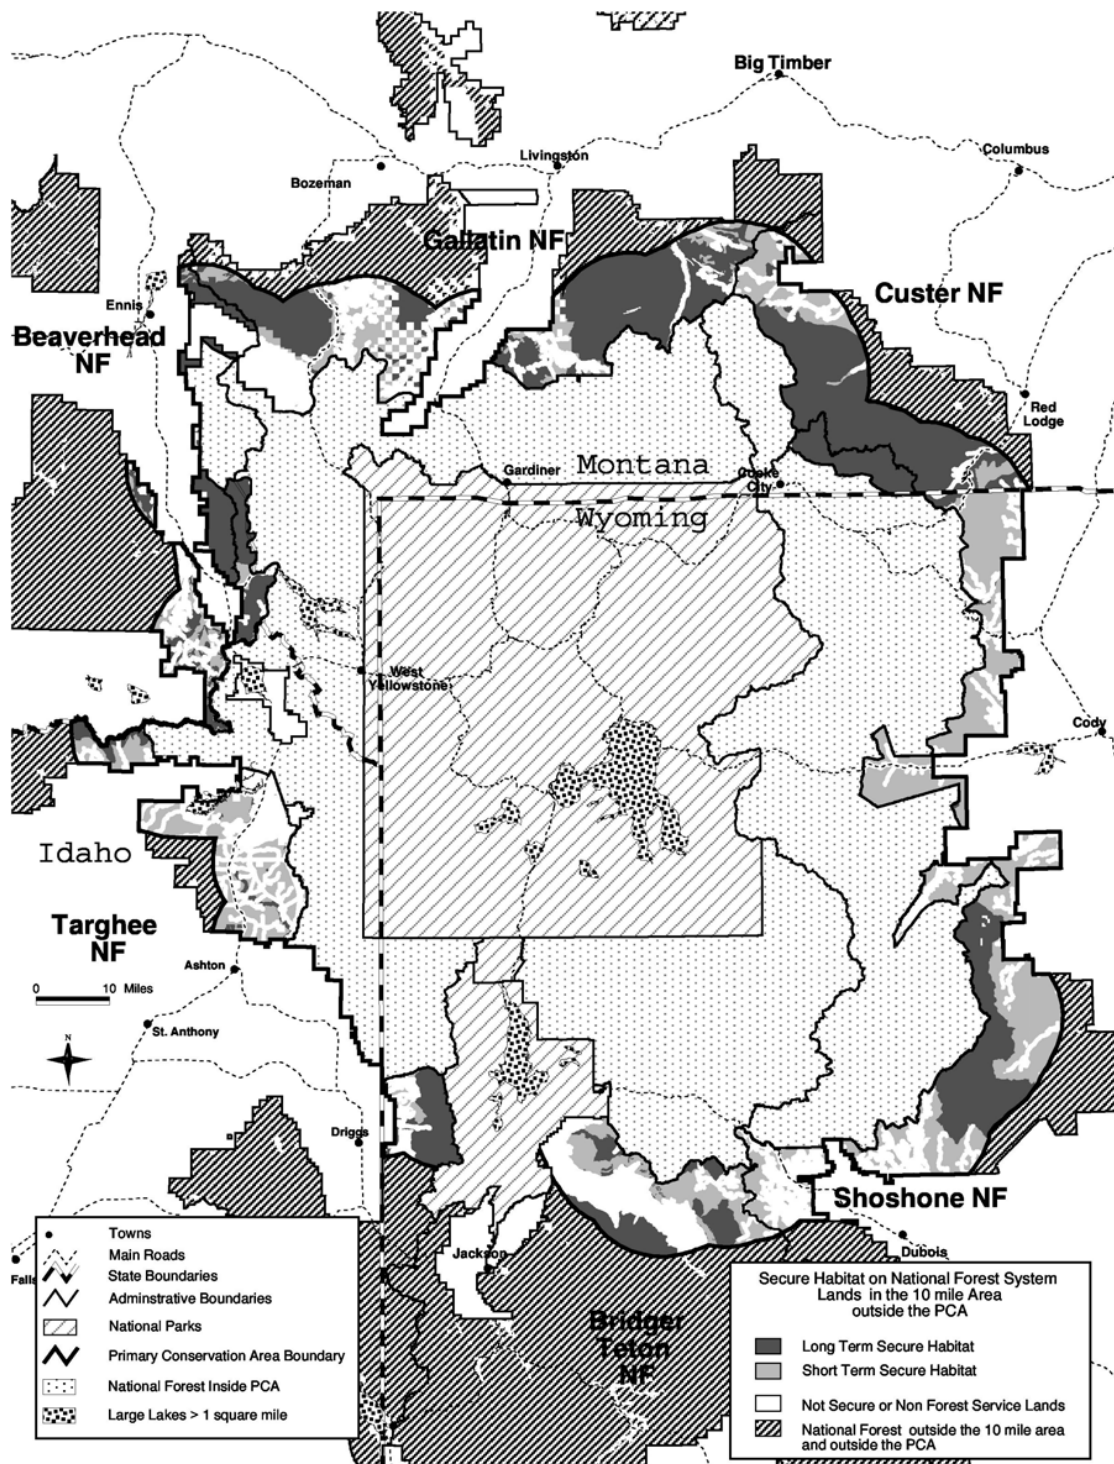 Big Timber
Livingston
Columbus
Bozeman
Gallatin NF
Custer NF
Ennis
Beaverhead
NF
Red
Lodge
Gardiner
Montana
Cooke
City
Wyoming
West
Yellowstone
Cody
Idaho
Targhee
NF
Ashton
0 10 Miles
St. Anthony
N
Driggs
Shoshone NF
Jackson
Dubois
Falls
Bridger
Teton
NF
Towns
Main Roads
State Boundaries
Adminstrative Boundaries
National Parks
Primary Conservation Area Boundary
National Forest Inside PCA
Large Lakes > 1 square mile
Secure Habitat on National Forest System
Lands in the 10 mile Area
outside the PCA
Long Term Secure Habitat
Short Term Secure Habitat
Not Secure or Non Forest Service Lands
National Forest outside the 10 mile area
and outside the PCA